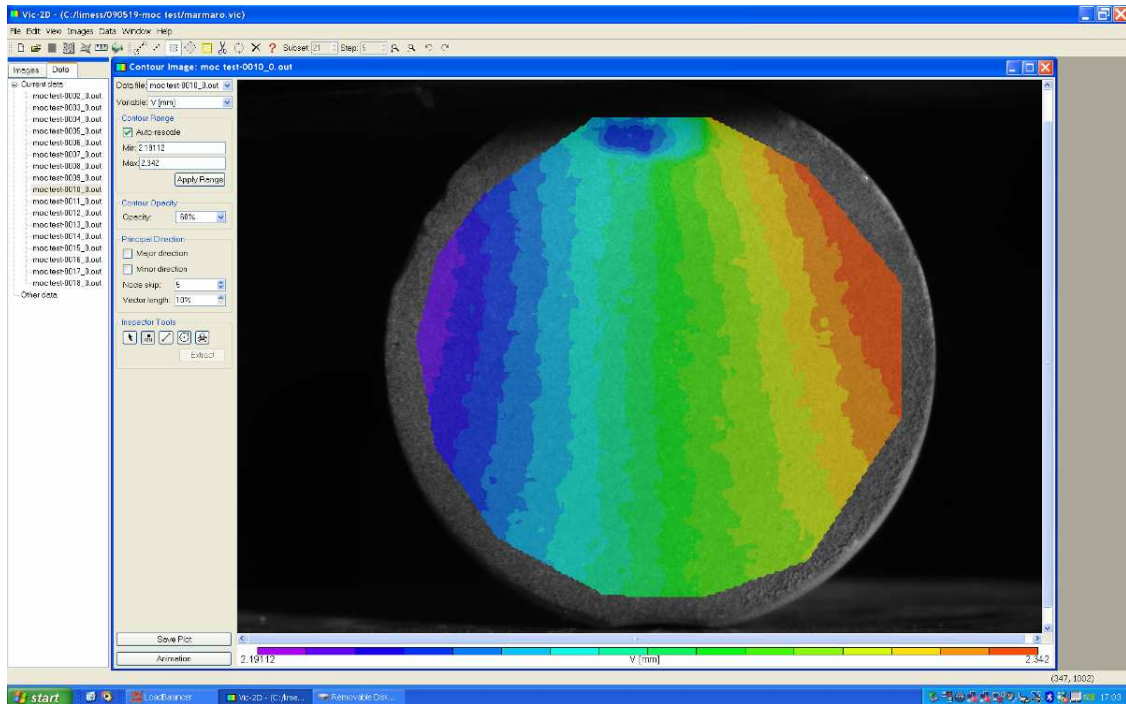 Vic-2D - (C:/limess/090519-moc test/marmaro.vic)
File Edit View Images Data Window Help
Subset: 21 Step: 5
Images Data
Current data
moc test-0002_0.out
moc test-0003_0.out
moc test-0004_0.out
moc test-0005_0.out
moc test-0006_0.out
moc test-0007_0.out
moc test-0008_0.out
moc test-0009_0.out
moc test-0010_0.out
moc test-0011_0.out
moc test-0012_0.out
moc test-0013_0.out
moc test-0014_0.out
moc test-0015_0.out
moc test-0016_0.out
moc test-0017_0.out
moc test-0018_0.out
Other data
Contour Image: moc test-0010_0.out
Data file: moc test-0010_0.out
Variable: V [mm]
Contour Range
Auto-rescale
Min: 2.19112
Max: 2.342
Apply Range
Contour Opacity
Opacity: 60%
Principal Direction
Major direction
Minor direction
Node skip: 5
Vector length: 10%
Inspector Tools
Extract
Save Plot
Animation
2.19112 V [mm] 2.342
(347, 1002)
start LoadBalancer Vic-2D - (C:/lime... Removable Disk... 17:03